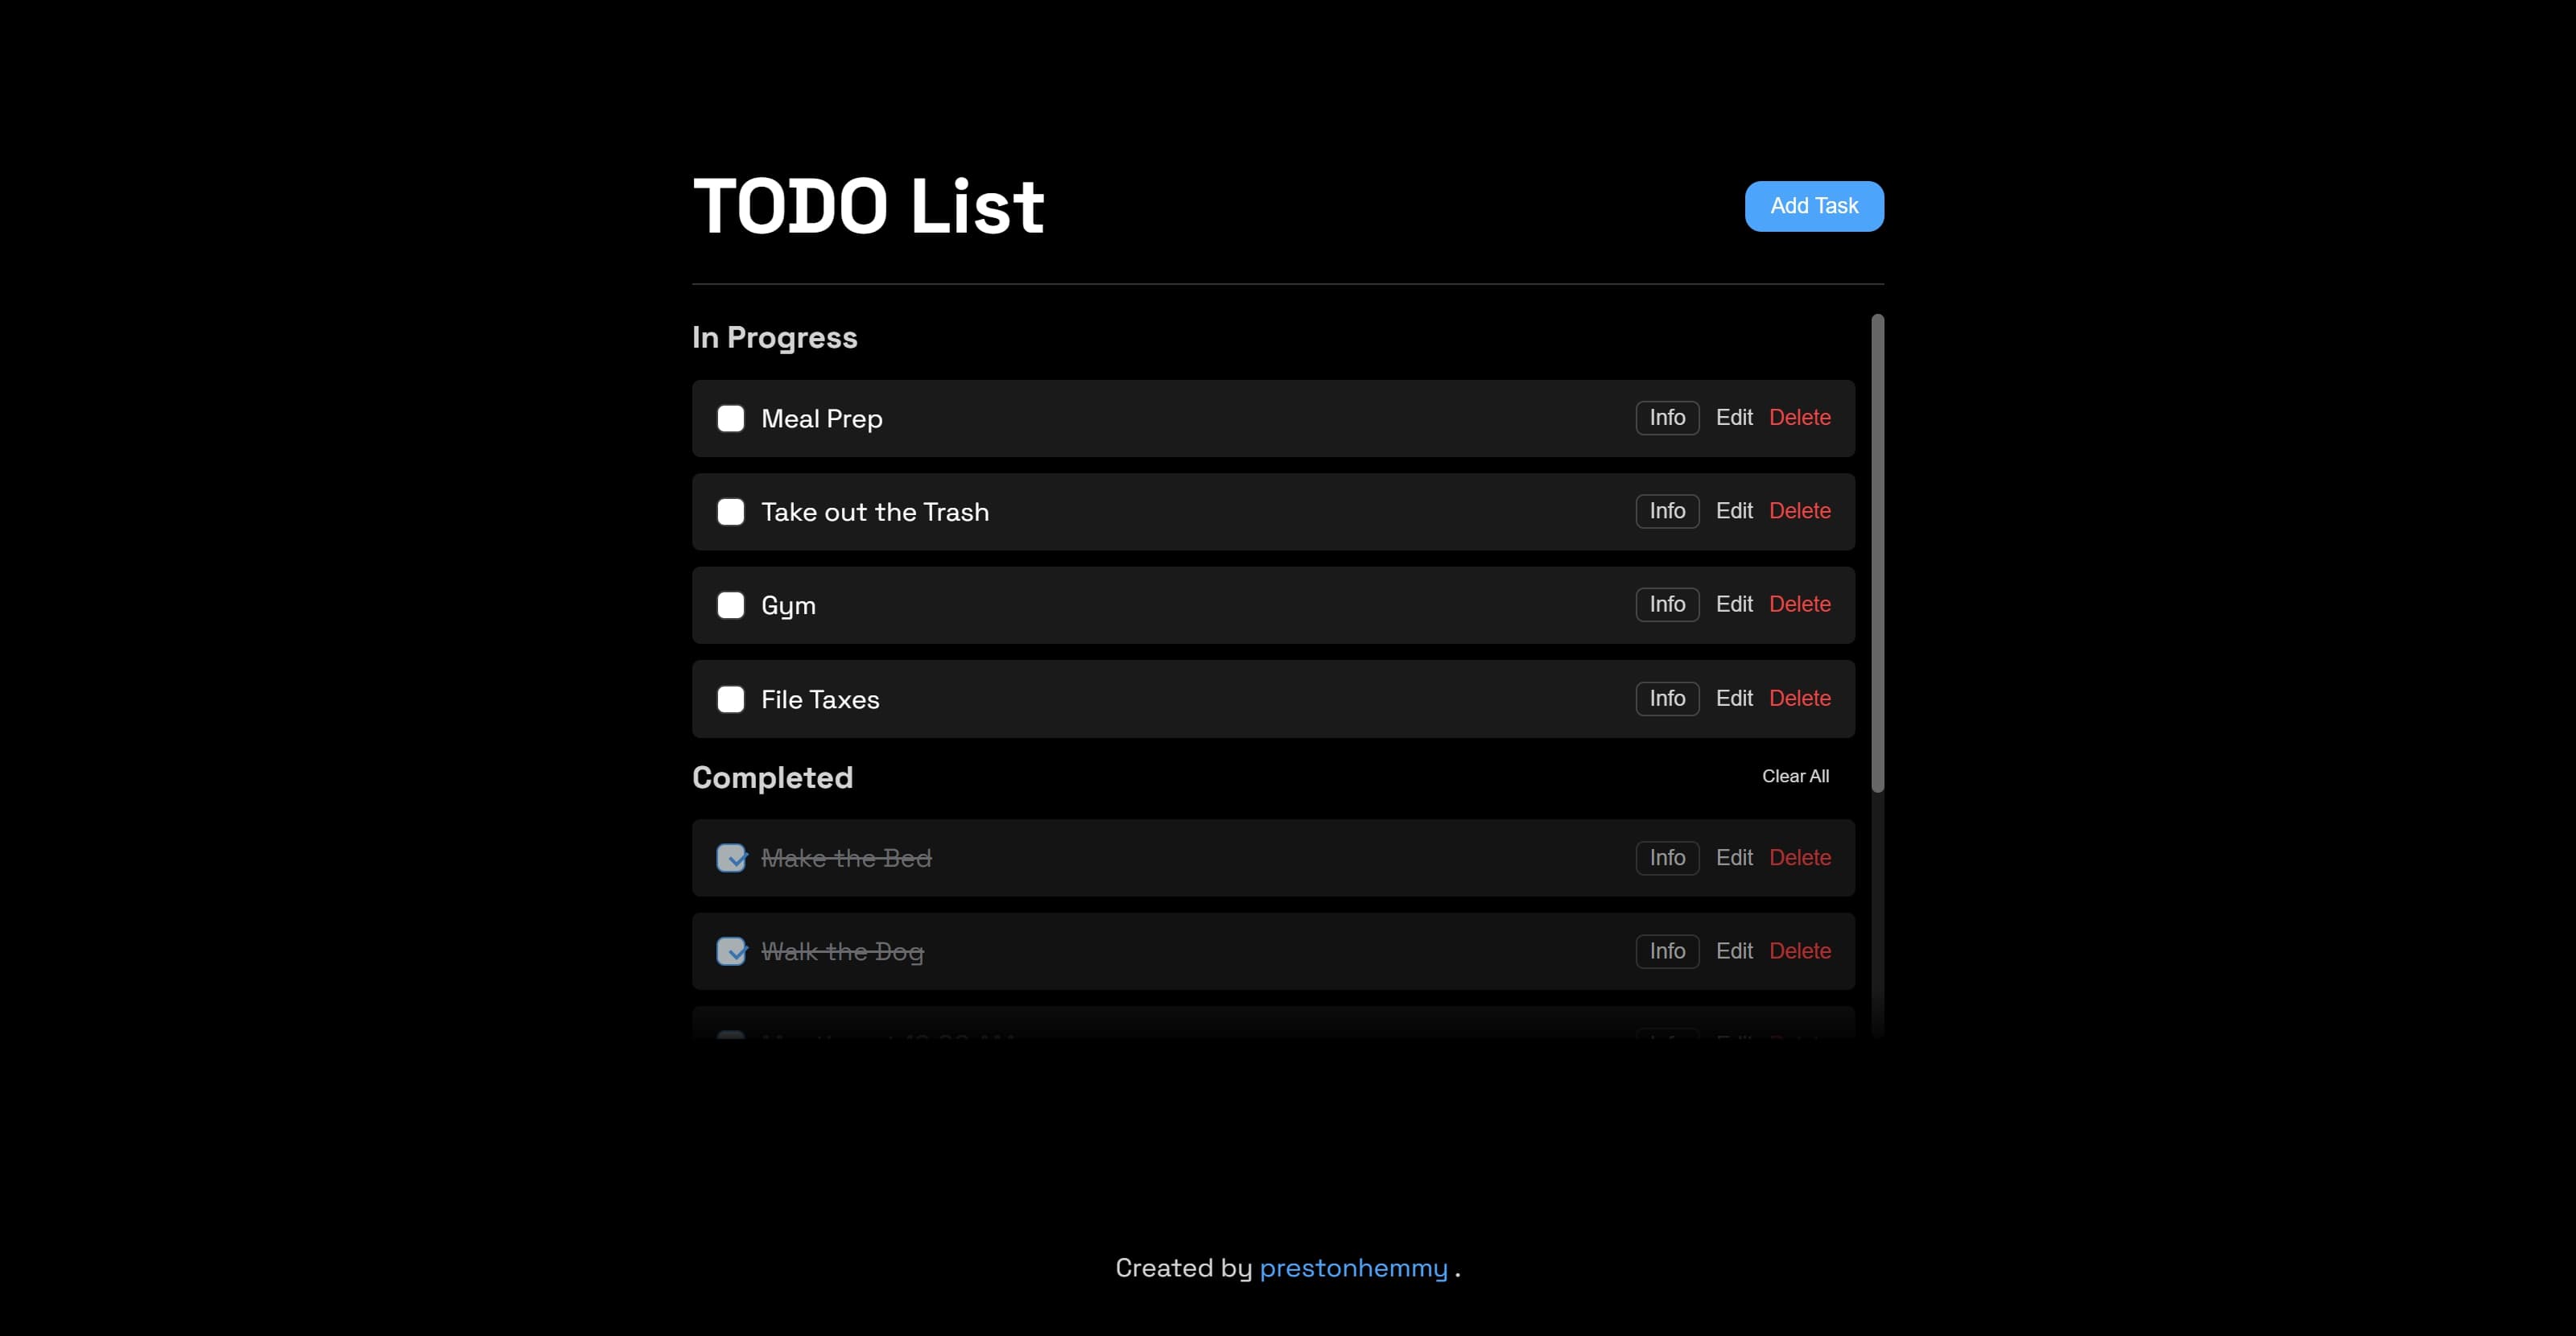 TODO List
Add Task
In Progress
Meal Prep Info Edit Delete
Take out the Trash Info Edit Delete
Gym Info Edit Delete
File Taxes Info Edit Delete
Completed Clear All
Make the Bed Info Edit Delete
Walk the Dog Info Edit Delete
Created by prestonhemmy .